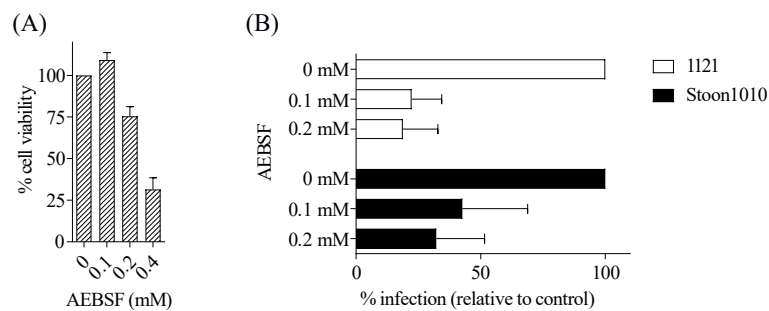 (A)
(B)
100
75
50
25
0
% cell viability
0
0.1
0.2
0.4
AEBSF (mM)
0 mM
0.1 mM
0.2 mM
0 mM
0.1 mM
0.2 mM
AEBSF
0
50
100
% infection (relative to control)
1121
Stoon1010